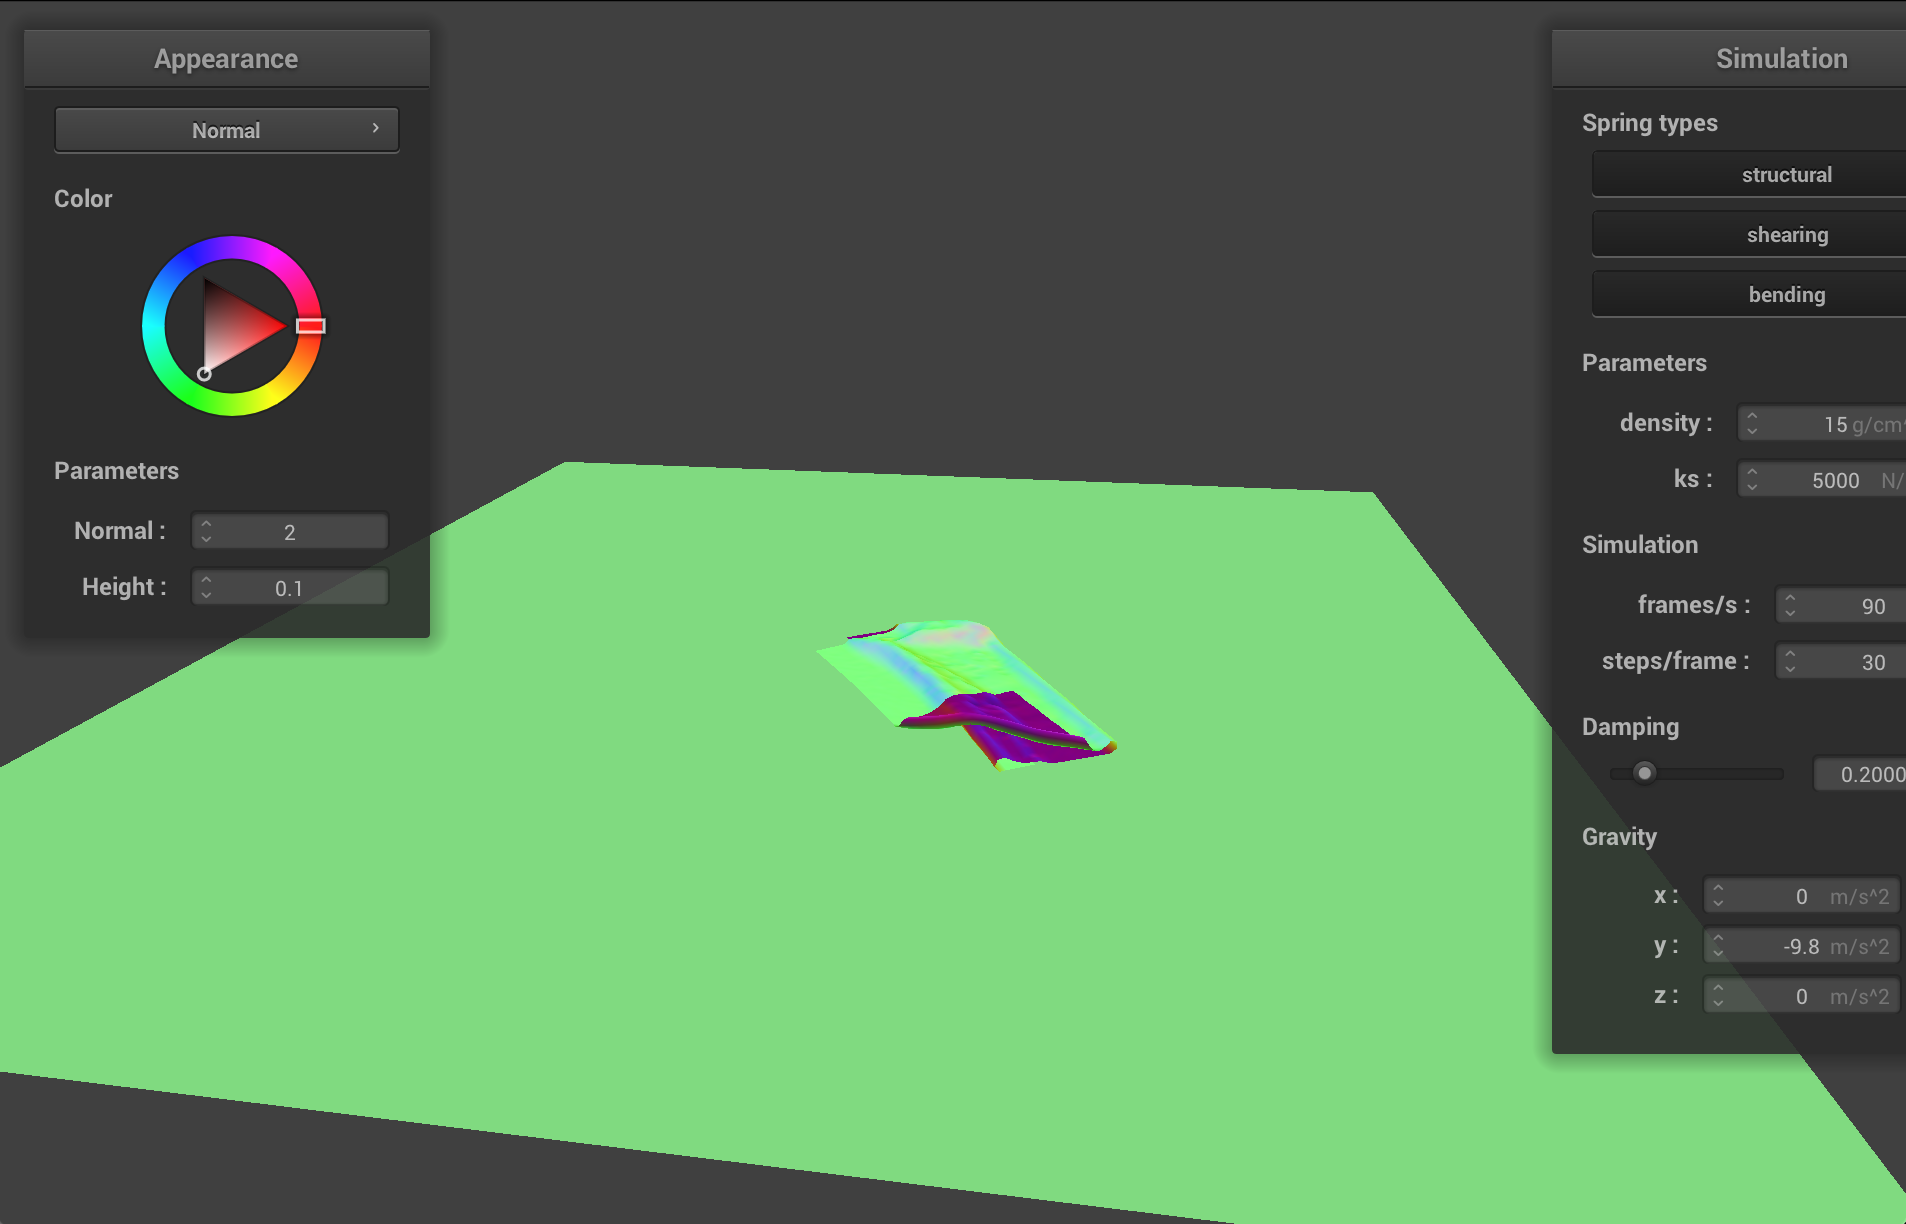 Appearance
Normal
Color
Parameters
Normal :
2
Height :
0.1
Simulation
Spring types
structural
shearing
bending
Parameters
density :
15 g/cm^
ks :
5000 N/
Simulation
frames/s :
90
steps/frame :
30
Damping
0.2000
Gravity
x :
0 m/s^2
y :
-9.8 m/s^2
z :
0 m/s^2